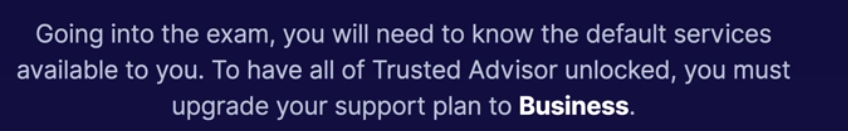 Going into the exam, you will need to know the default services
available to you. To have all of Trusted Advisor unlocked, you must
upgrade your support plan to Business.